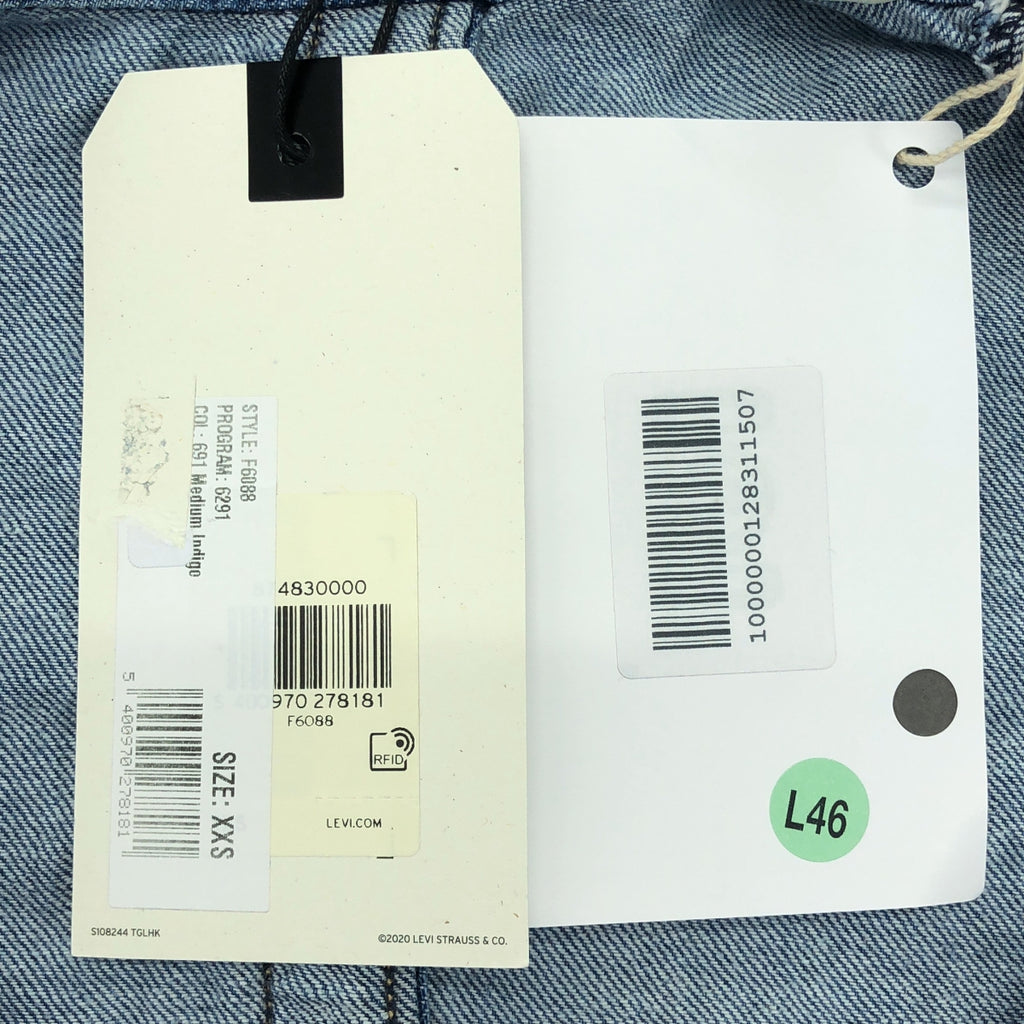 STYLE: F6088
PROGRAM: 6291
COL: 691 Medium Indigo
4830000
970 278181
F6088
RFID
LEVI.COM
5 400970 278181
SIZE: XXS
S108244 TGLHK
©2020 LEVI STRAUSS & CO.
1000000128311507
L46